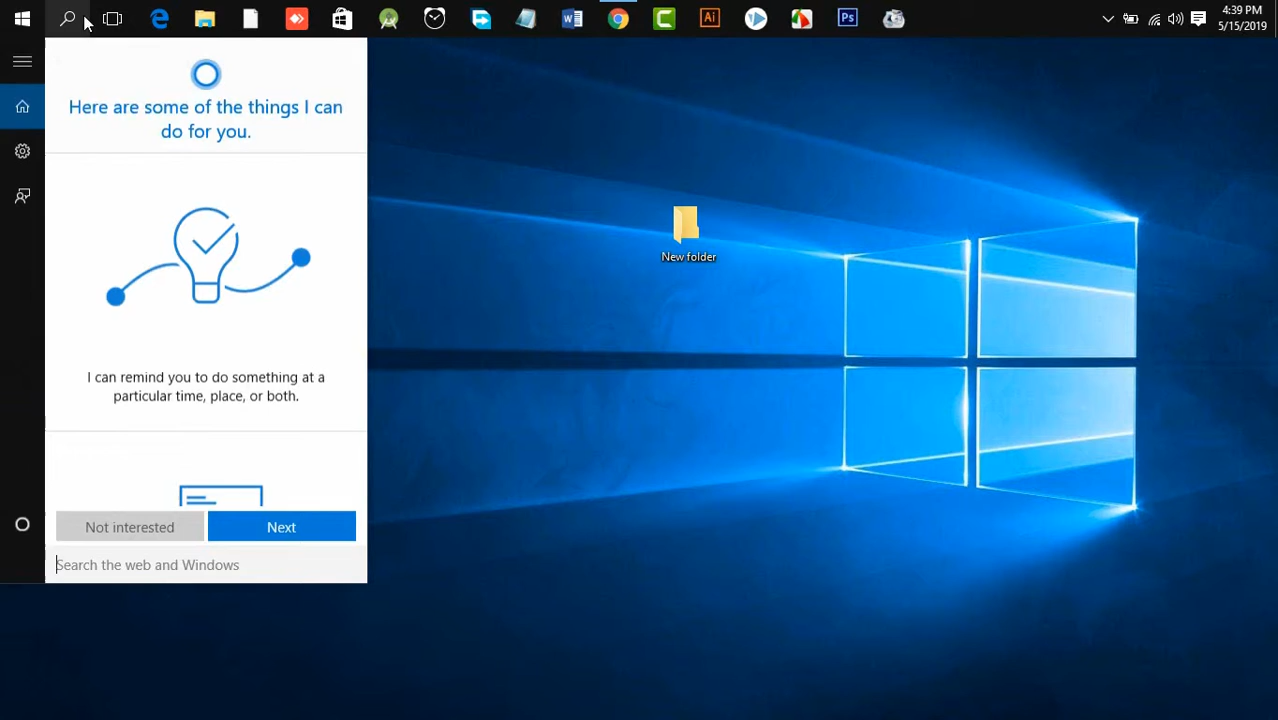 4:39 PM
5/15/2019
Ai
Ps
Here are some of the things I can
do for you.
I can remind you to do something at a
particular time, place, or both.
Not interested
Next
Search the web and Windows
New folder